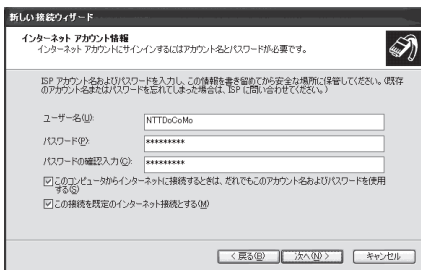 新しい接続ウィザード
インターネット アカウント情報
インターネット アカウントにサインインするにはアカウント名とパスワードが必要です。
ISP アカウント名およびパスワードを入力し、この情報を書き留めてから安全な場所に保管してください。(既存
のアカウント名またはパスワードを忘れてしまった場合は、ISP に問い合わせてください。)
ユーザー名(U):
NTTDoCoMo
パスワード(P):
*********
パスワードの確認入力(C):
*********
このコンピュータからインターネットに接続するときは、だれでもこのアカウント名およびパスワードを使用
する(S)
この接続を既定のインターネット接続とする(M)
< 戻る(B)
次へ(N) >
キャンセル